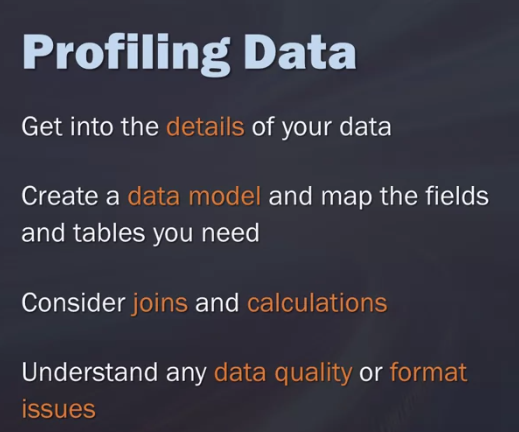 Profiling Data
Get into the details of your data
Create a data model and map the fields
and tables you need
Consider joins and calculations
Understand any data quality or format
issues